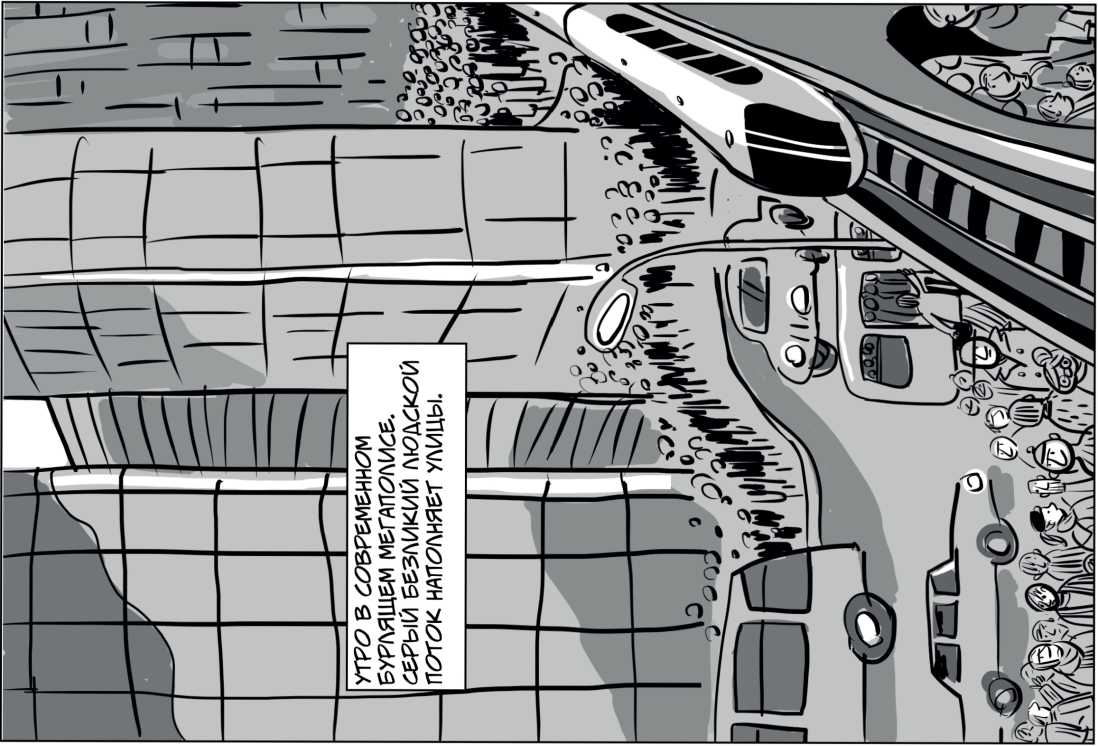 УТРО В СОВРЕМЕННОМ
БУРЛЯЩЕМ МЕГАПОЛИСЕ.
СЕРЫЙ БЕЗЛИКИЙ ЛЮДСКОЙ
ПОТОК НАПОЛНЯЕТ УЛИЦЫ.